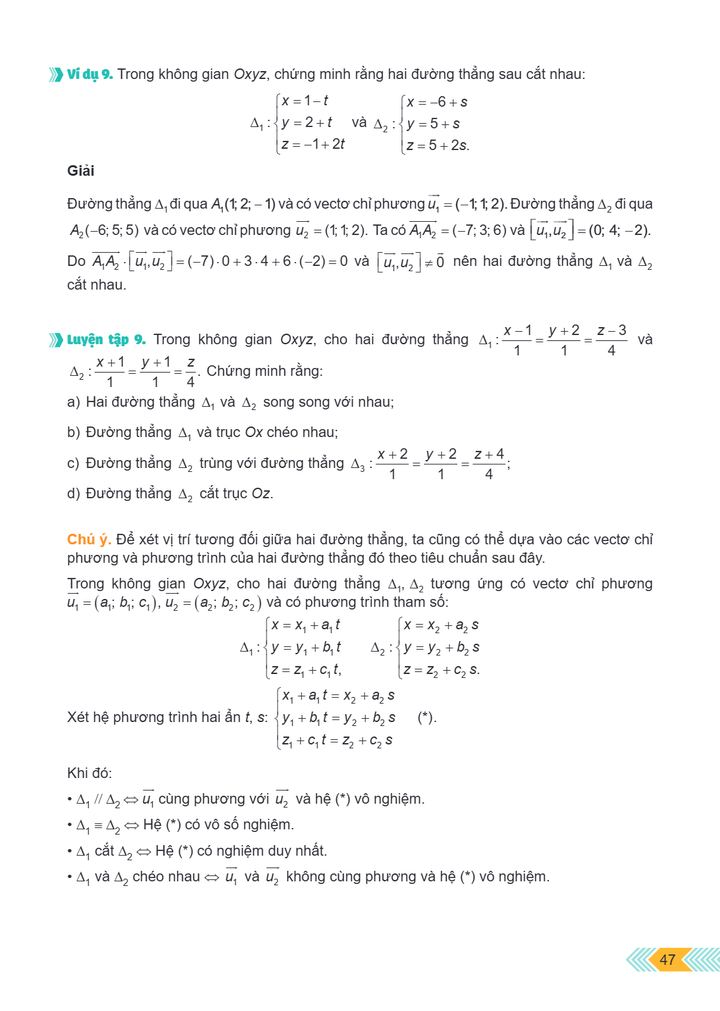 Ví dụ 9. Trong không gian Oxyz, chứng minh rằng hai đường thẳng sau cắt nhau:
Δ₁ : { x = 1 − t ; y = 2 + t ; z = −1 + 2t và Δ₂ : { x = −6 + s ; y = 5 + s ; z = 5 + 2s.
Giải
Đường thẳng Δ₁ đi qua A₁(1; 2; − 1) và có vectơ chỉ phương u₁→ = (−1; 1; 2). Đường thẳng Δ₂ đi qua
A₂(−6; 5; 5) và có vectơ chỉ phương u₂→ = (1; 1; 2). Ta có A₁A₂→ = (−7; 3; 6) và [u₁→, u₂→] = (0; 4; −2).
Do A₁A₂→ · [u₁→, u₂→] = (−7) · 0 + 3 · 4 + 6 · (−2) = 0 và [u₁→, u₂→] ≠ 0→ nên hai đường thẳng Δ₁ và Δ₂
cắt nhau.
Luyện tập 9. Trong không gian Oxyz, cho hai đường thẳng Δ₁ : (x − 1)/1 = (y + 2)/1 = (z − 3)/4 và
Δ₂ : (x + 1)/1 = (y + 1)/1 = z/4. Chứng minh rằng:
a) Hai đường thẳng Δ₁ và Δ₂ song song với nhau;
b) Đường thẳng Δ₁ và trục Ox chéo nhau;
c) Đường thẳng Δ₂ trùng với đường thẳng Δ₃ : (x + 2)/1 = (y + 2)/1 = (z + 4)/4;
d) Đường thẳng Δ₂ cắt trục Oz.
Chú ý. Để xét vị trí tương đối giữa hai đường thẳng, ta cũng có thể dựa vào các vectơ chỉ
phương và phương trình của hai đường thẳng đó theo tiêu chuẩn sau đây.
Trong không gian Oxyz, cho hai đường thẳng Δ₁, Δ₂ tương ứng có vectơ chỉ phương
u₁→ = (a₁; b₁; c₁), u₂→ = (a₂; b₂; c₂) và có phương trình tham số:
Δ₁ : { x = x₁ + a₁t ; y = y₁ + b₁t ; z = z₁ + c₁t, Δ₂ : { x = x₂ + a₂s ; y = y₂ + b₂s ; z = z₂ + c₂s.
Xét hệ phương trình hai ẩn t, s: { x₁ + a₁t = x₂ + a₂s ; y₁ + b₁t = y₂ + b₂s ; z₁ + c₁t = z₂ + c₂s (*).
Khi đó:
• Δ₁ // Δ₂ ⇔ u₁→ cùng phương với u₂→ và hệ (*) vô nghiệm.
• Δ₁ ≡ Δ₂ ⇔ Hệ (*) có vô số nghiệm.
• Δ₁ cắt Δ₂ ⇔ Hệ (*) có nghiệm duy nhất.
• Δ₁ và Δ₂ chéo nhau ⇔ u₁→ và u₂→ không cùng phương và hệ (*) vô nghiệm.
47